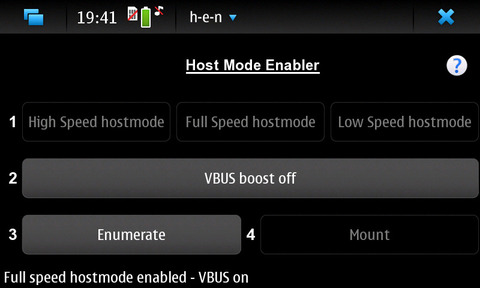 19:41 h-e-n
Host Mode Enabler
?
1 High Speed hostmode Full Speed hostmode Low Speed hostmode
2 VBUS boost off
3 Enumerate 4 Mount
Full speed hostmode enabled - VBUS on